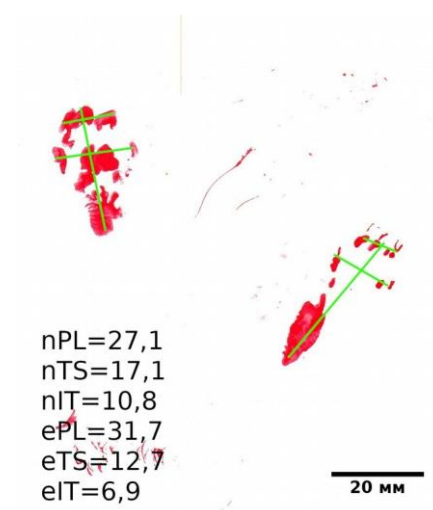 nPL=27,1
nTS=17,1
nIT=10,8
ePL=31,7
eTS=12,7
eIT=6,9
20 мм